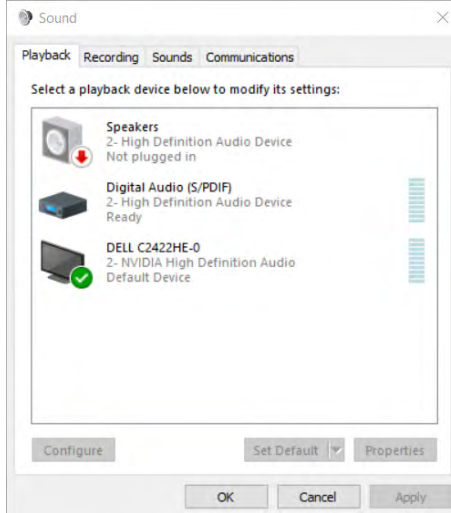 Sound
Playback Recording Sounds Communications
Select a playback device below to modify its settings:
Speakers
2- High Definition Audio Device
Not plugged in
Digital Audio (S/PDIF)
2- High Definition Audio Device
Ready
DELL C2422HE-0
2- NVIDIA High Definition Audio
Default Device
Configure Set Default Properties
OK Cancel Apply